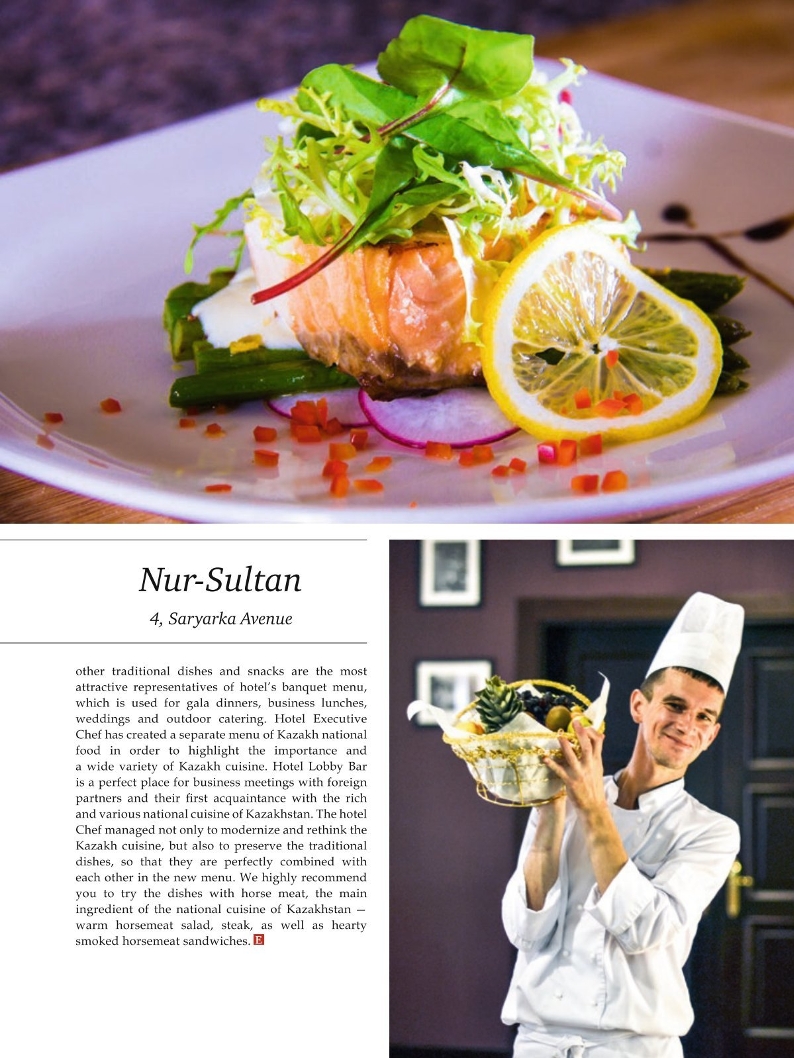 Nur-Sultan
4, Saryarka Avenue
other traditional dishes and snacks are the most
attractive representatives of hotel's banquet menu,
which is used for gala dinners, business lunches,
weddings and outdoor catering. Hotel Executive
Chef has created a separate menu of Kazakh national
food in order to highlight the importance and
a wide variety of Kazakh cuisine. Hotel Lobby Bar
is a perfect place for business meetings with foreign
partners and their first acquaintance with the rich
and various national cuisine of Kazakhstan. The hotel
Chef managed not only to modernize and rethink the
Kazakh cuisine, but also to preserve the traditional
dishes, so that they are perfectly combined with
each other in the new menu. We highly recommend
you to try the dishes with horse meat, the main
ingredient of the national cuisine of Kazakhstan —
warm horsemeat salad, steak, as well as hearty
smoked horsemeat sandwiches. E